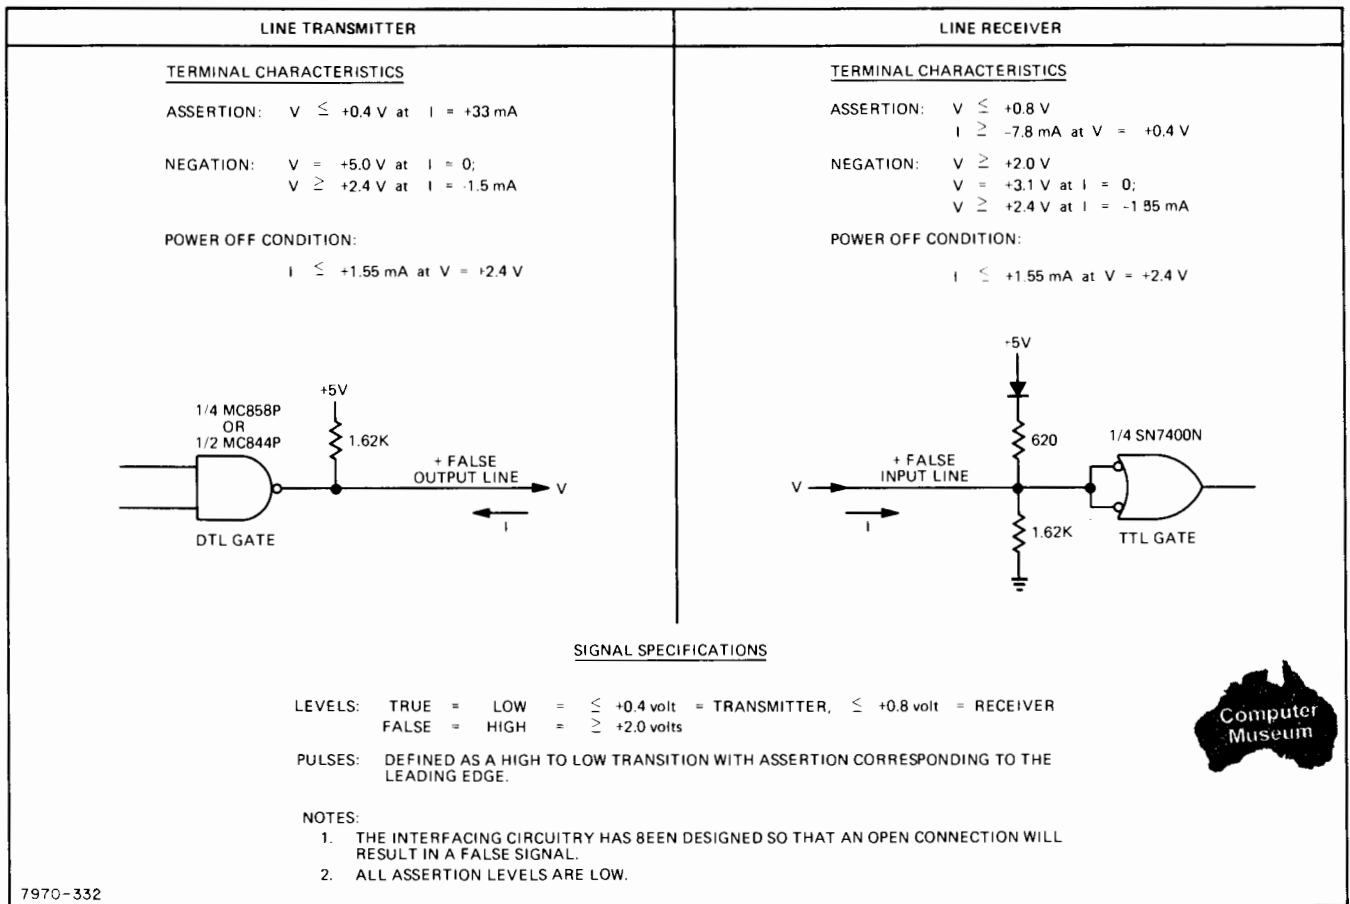 LINE TRANSMITTER
TERMINAL CHARACTERISTICS
ASSERTION: V ≤ +0.4 V at I = +33 mA
NEGATION: V = +5.0 V at I = 0;
V ≥ +2.4 V at I = -1.5 mA
POWER OFF CONDITION:
I ≤ +1.55 mA at V = +2.4 V
+5V
1/4 MC858P
OR
1/2 MC844P
1.62K
+ FALSE
OUTPUT LINE
V
I
DTL GATE
LINE RECEIVER
TERMINAL CHARACTERISTICS
ASSERTION: V ≤ +0.8 V
I ≥ -7.8 mA at V = +0.4 V
NEGATION: V ≥ +2.0 V
V = +3.1 V at I = 0;
V ≥ +2.4 V at I = -1 55 mA
POWER OFF CONDITION:
I ≤ +1.55 mA at V = +2.4 V
+5V
620
1/4 SN7400N
+ FALSE
INPUT LINE
V
I
1.62K
TTL GATE
SIGNAL SPECIFICATIONS
LEVELS: TRUE = LOW = ≤ +0.4 volt = TRANSMITTER, ≤ +0.8 volt = RECEIVER
FALSE = HIGH = ≥ +2.0 volts
PULSES: DEFINED AS A HIGH TO LOW TRANSITION WITH ASSERTION CORRESPONDING TO THE
LEADING EDGE.
Computer
Museum
NOTES:
1. THE INTERFACING CIRCUITRY HAS BEEN DESIGNED SO THAT AN OPEN CONNECTION WILL
RESULT IN A FALSE SIGNAL.
2. ALL ASSERTION LEVELS ARE LOW.
7970-332